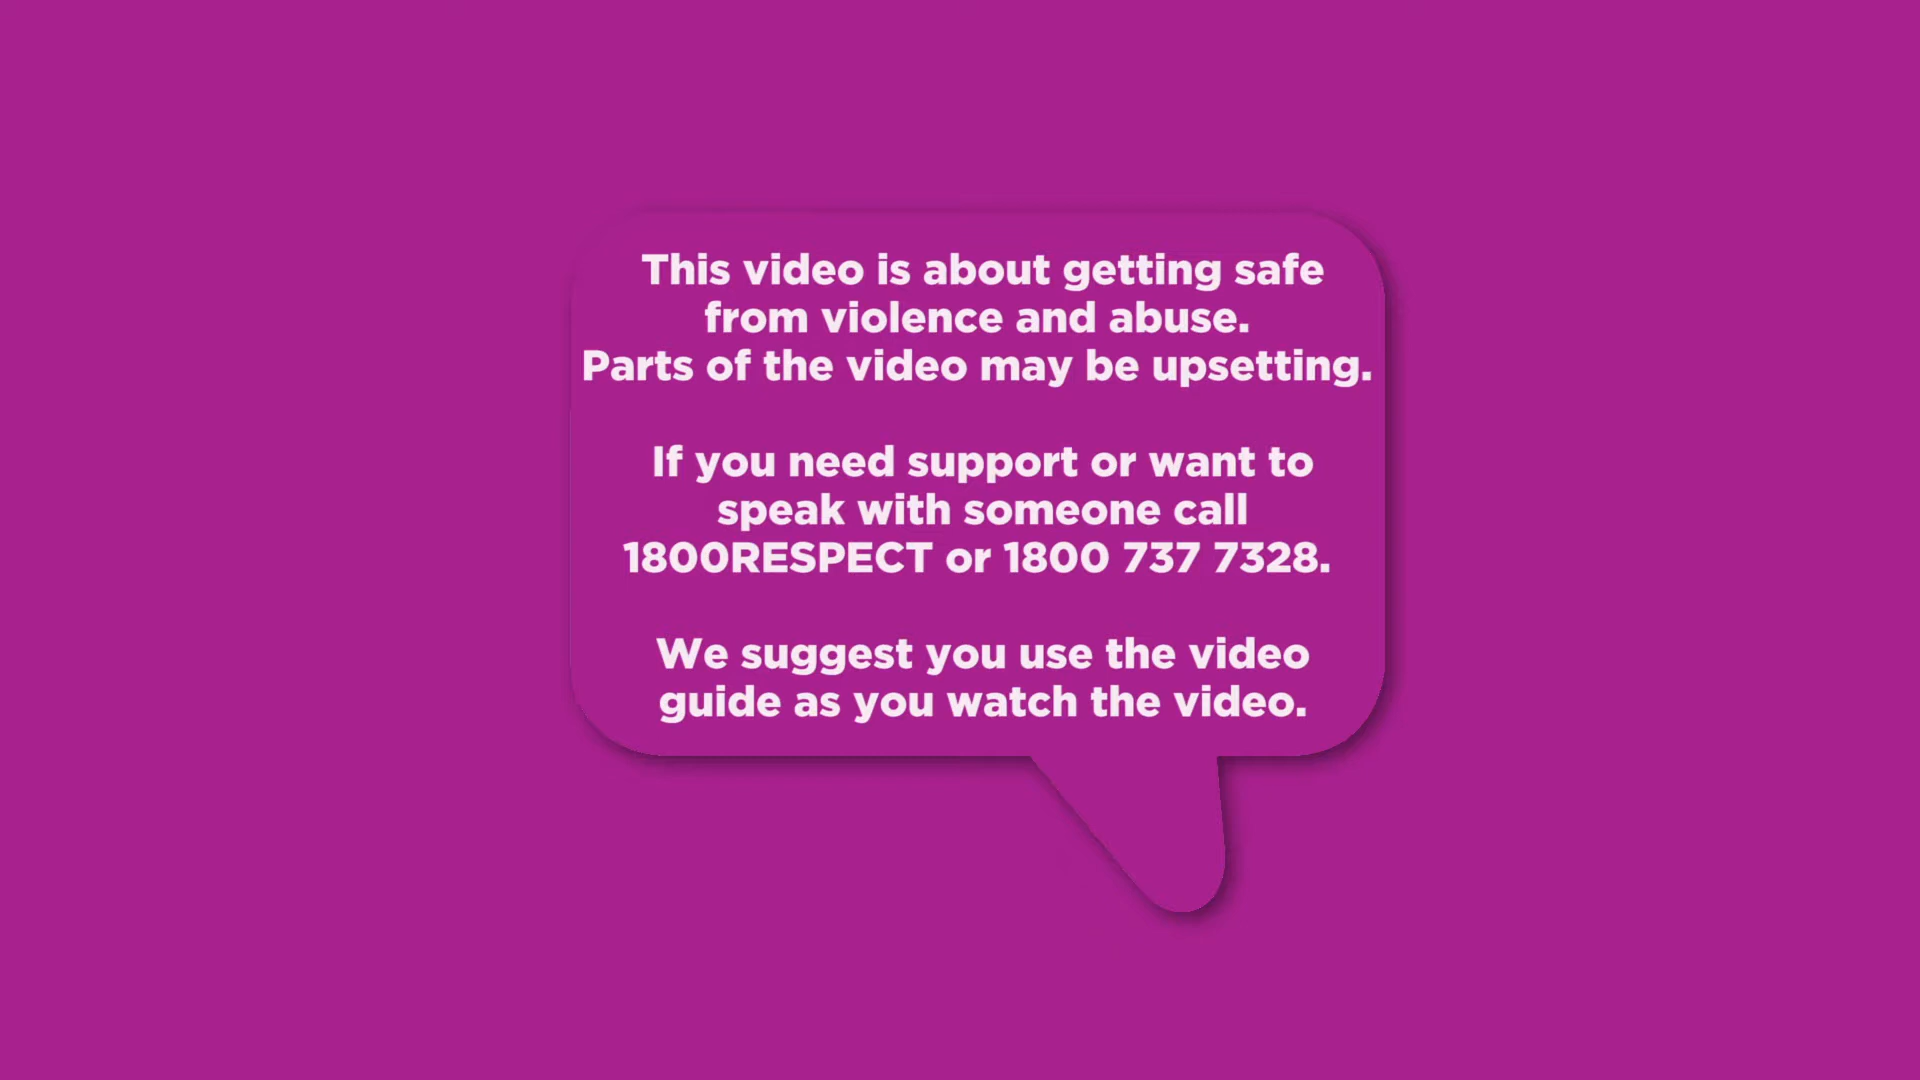 This video is about getting safe
from violence and abuse.
Parts of the video may be upsetting.
If you need support or want to
speak with someone call
1800RESPECT or 1800 737 7328.
We suggest you use the video
guide as you watch the video.